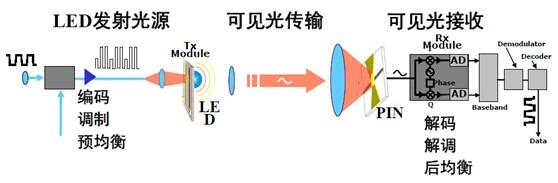 LED发射光源
可见光传输
可见光接收
Tx
Module
LE
D
编码
调制
预均衡
PIN
Rx
Module
AD
Phase
AD
Q
Baseband
Demodulator
Decoder
Data
解码
解调
后均衡